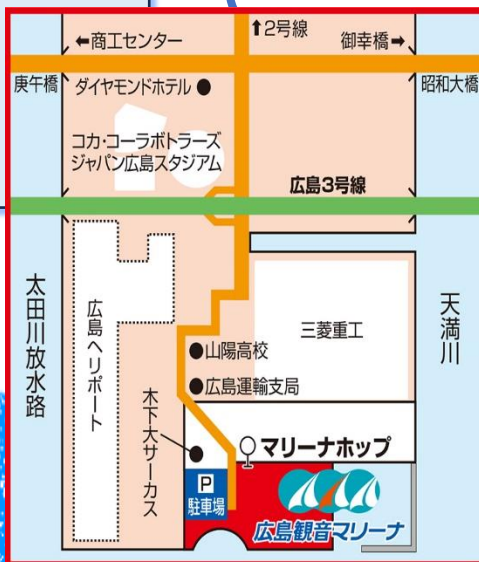 ←商工センター
↑2号線
御幸橋→
庚午橋
ダイヤモンドホテル
昭和大橋
コカ・コーラボトラーズ
ジャパン広島スタジアム
広島3号線
太田川放水路
広島ヘリポート
三菱重工
天満川
山陽高校
広島運輸支局
木下大サーカス
マリーナホップ
P
駐車場
広島観音マリーナ